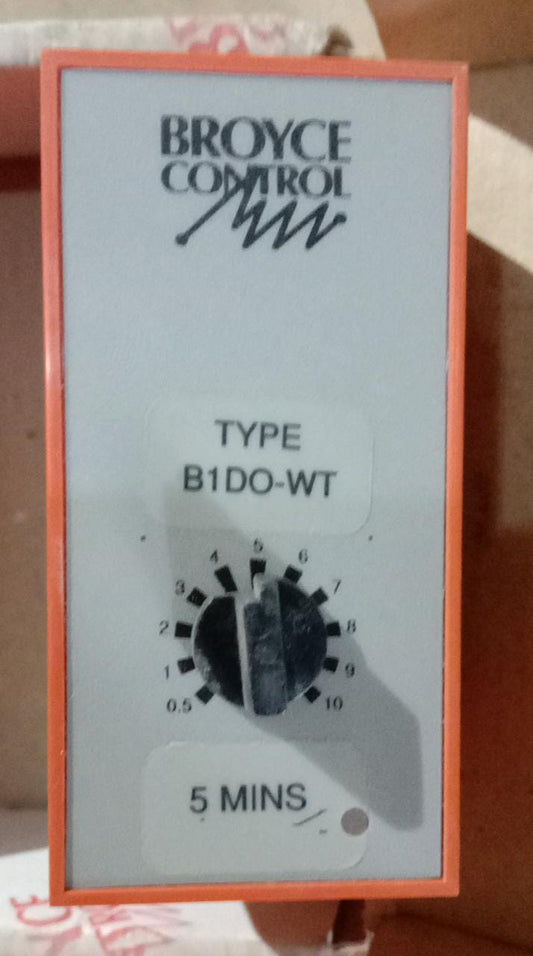 BROYCE
CONTROL
TYPE
B1DO-WT
5
4 6
3 7
2 8
1 9
0.5 10
5 MINS